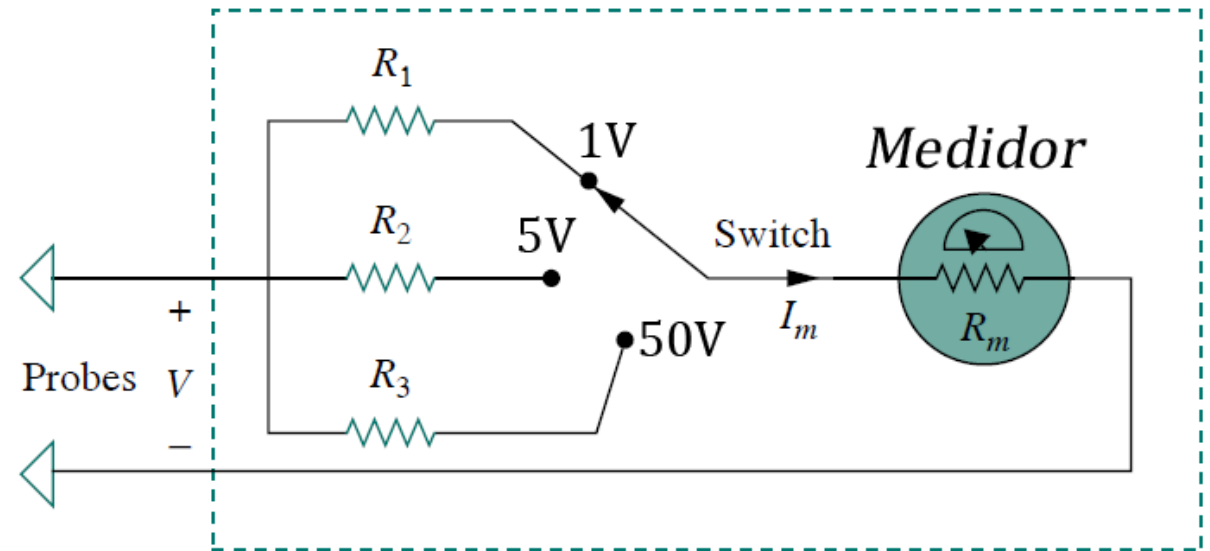 R₁
1V
Medidor
R₂
5V
Switch
+
Iₘ
Rₘ
50V
Probes
V
R₃
−